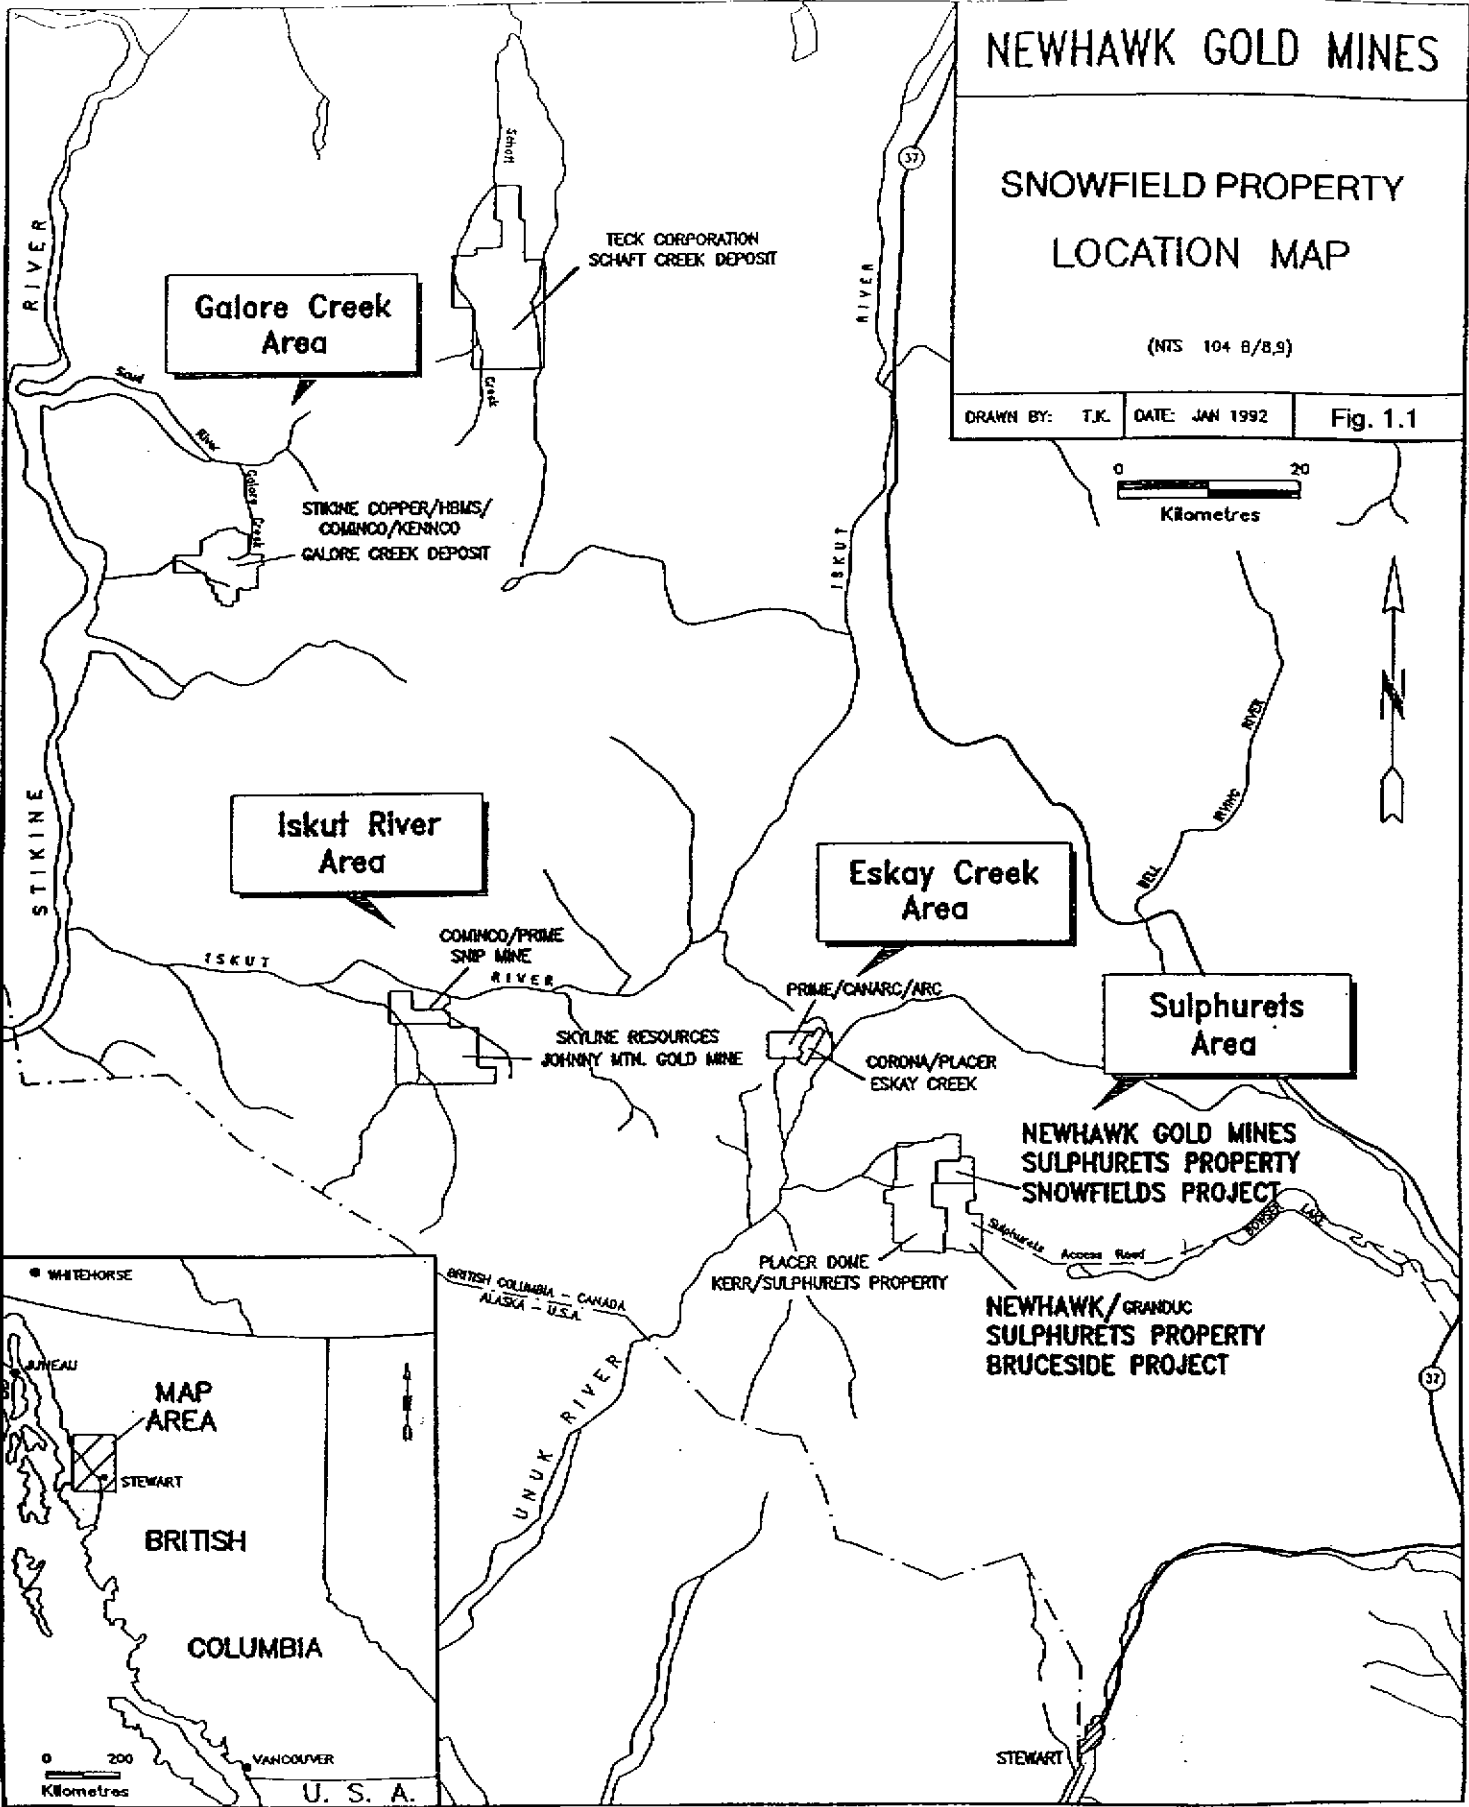 NEWHAWK GOLD MINES
SNOWFIELD PROPERTY
LOCATION MAP
(NTS 104 B/8,9)
DRAWN BY: T.K.
DATE: JAN 1992
Fig. 1.1
0 20
Kilometres
37
RIVER
STIKINE
Scud
River
Galore Creek
Area
Galore
Creek
STIKINE COPPER/HBMS/
COMINCO/KENNCO
GALORE CREEK DEPOSIT
Schaft
Creek
TECK CORPORATION
SCHAFT CREEK DEPOSIT
RIVER
ISKUT
N
RIVER
IRVING
BELL
Iskut River
Area
ISKUT
RIVER
COMINCO/PRIME
SNIP MINE
SKYLINE RESOURCES
JOHNNY MTN. GOLD MINE
Eskay Creek
Area
PRIME/CANARC/ARC
CORONA/PLACER
ESKAY CREEK
Sulphurets
Area
NEWHAWK GOLD MINES
SULPHURETS PROPERTY
SNOWFIELDS PROJECT
Sulphurets
Access Road
BOWSER
LAKE
PLACER DOME
KERR/SULPHURETS PROPERTY
NEWHAWK/GRANDUC
SULPHURETS PROPERTY
BRUCESIDE PROJECT
37
BRITISH COLUMBIA - CANADA
ALASKA - U.S.A.
UNUK RIVER
STEWART
WHITEHORSE
JUNEAU
MAP
AREA
STEWART
BRITISH
COLUMBIA
VANCOUVER
0 200
Kilometres
U. S. A.